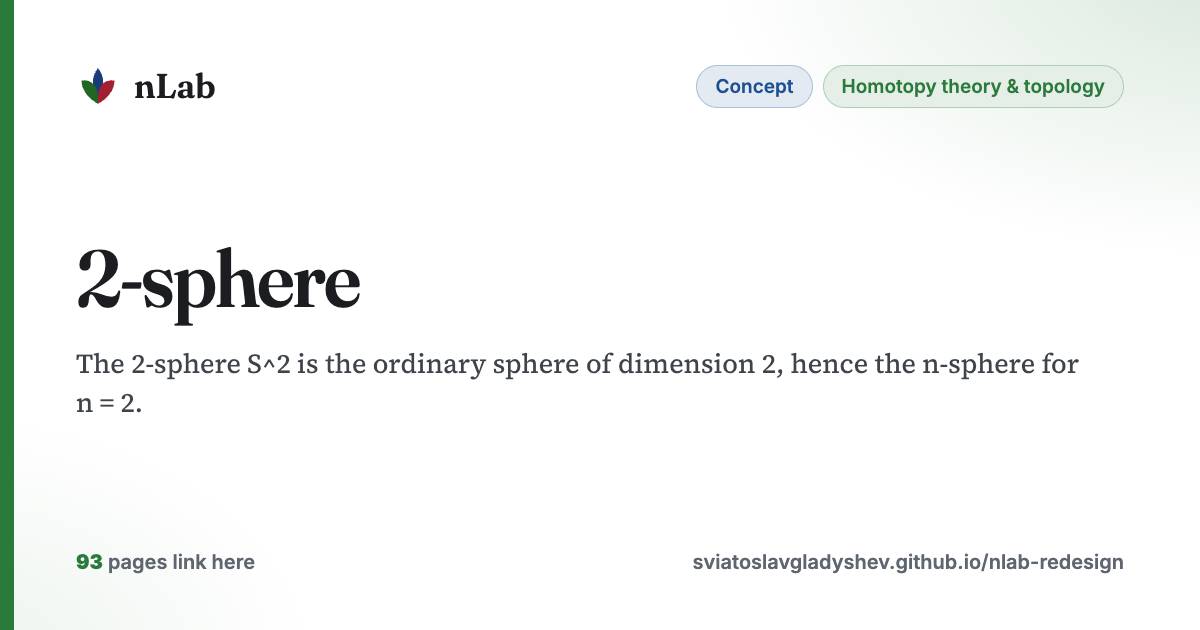 nLab
Concept
Homotopy theory & topology
2-sphere
The 2-sphere S^2 is the ordinary sphere of dimension 2, hence the n-sphere for
n = 2.
93 pages link here
sviatoslavgladyshev.github.io/nlab-redesign